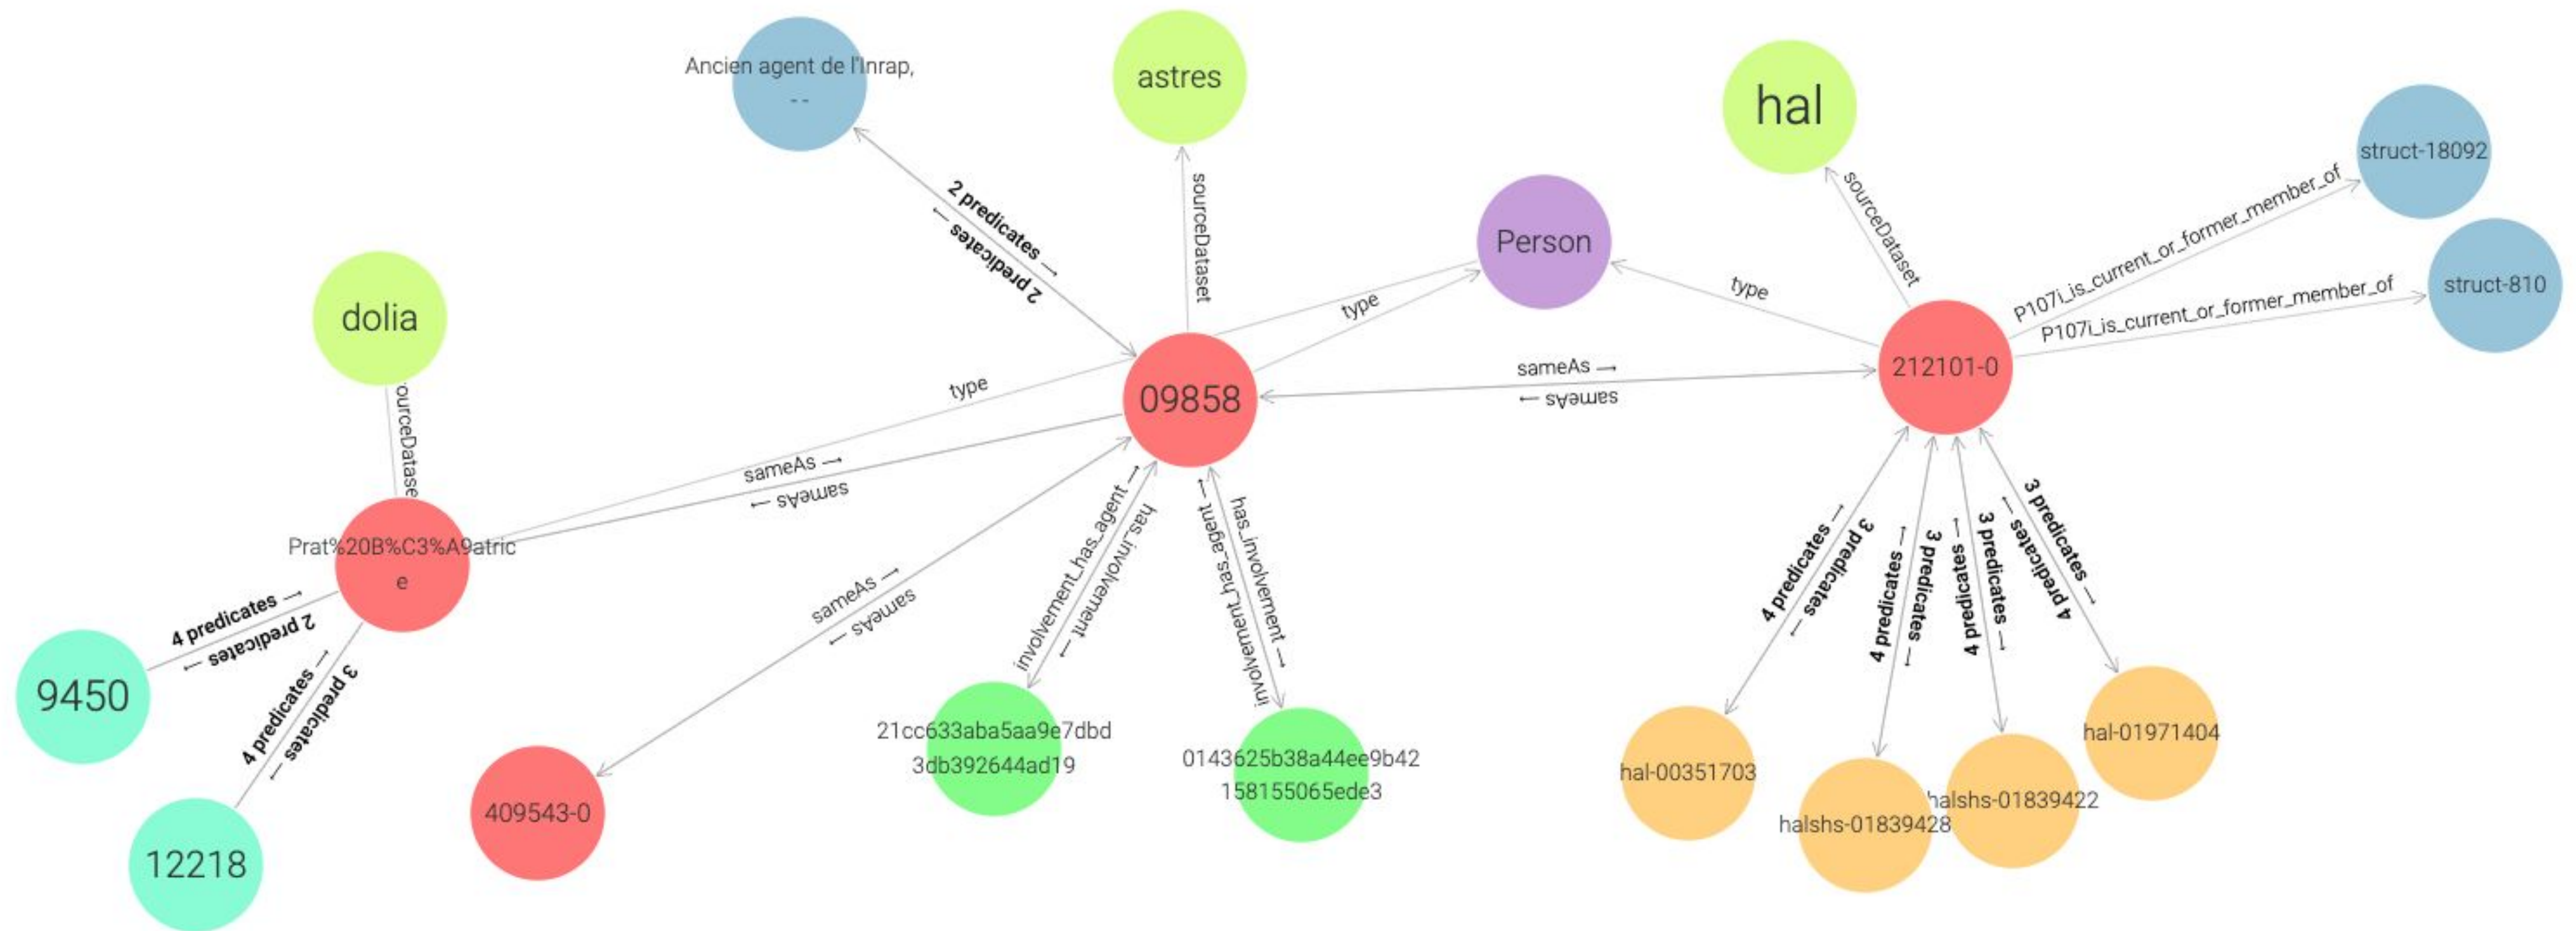 Ancien agent de l'Inrap,
- -
astres
hal
struct-18092
struct-810
Person
dolia
09858
212101-0
Prat%20B%C3%A9atric
e
9450
12218
409543-0
21cc633aba5aa9e7dbd
3db392644ad19
0143625b38a44ee9b42
158155065ede3
hal-00351703
halshs-01839428
halshs-01839422
hal-01971404
2 predicates →
2 predicates →
sourceDataset
type
type
type
sourceDataset
P107i_is_current_or_former_member_of
P107i_is_current_or_former_member_of
sameAs →
sameAs →
ourceDatase
sameAs →
sameAs →
4 predicates →
2 predicates →
4 predicates →
3 predicates →
sameAs →
sameAs →
involvement_has_agent →
has_involvement →
has_involvement →
involvement_has_agent →
4 predicates →
3 predicates →
4 predicates →
3 predicates →
3 predicates →
4 predicates →
3 predicates →
4 predicates →